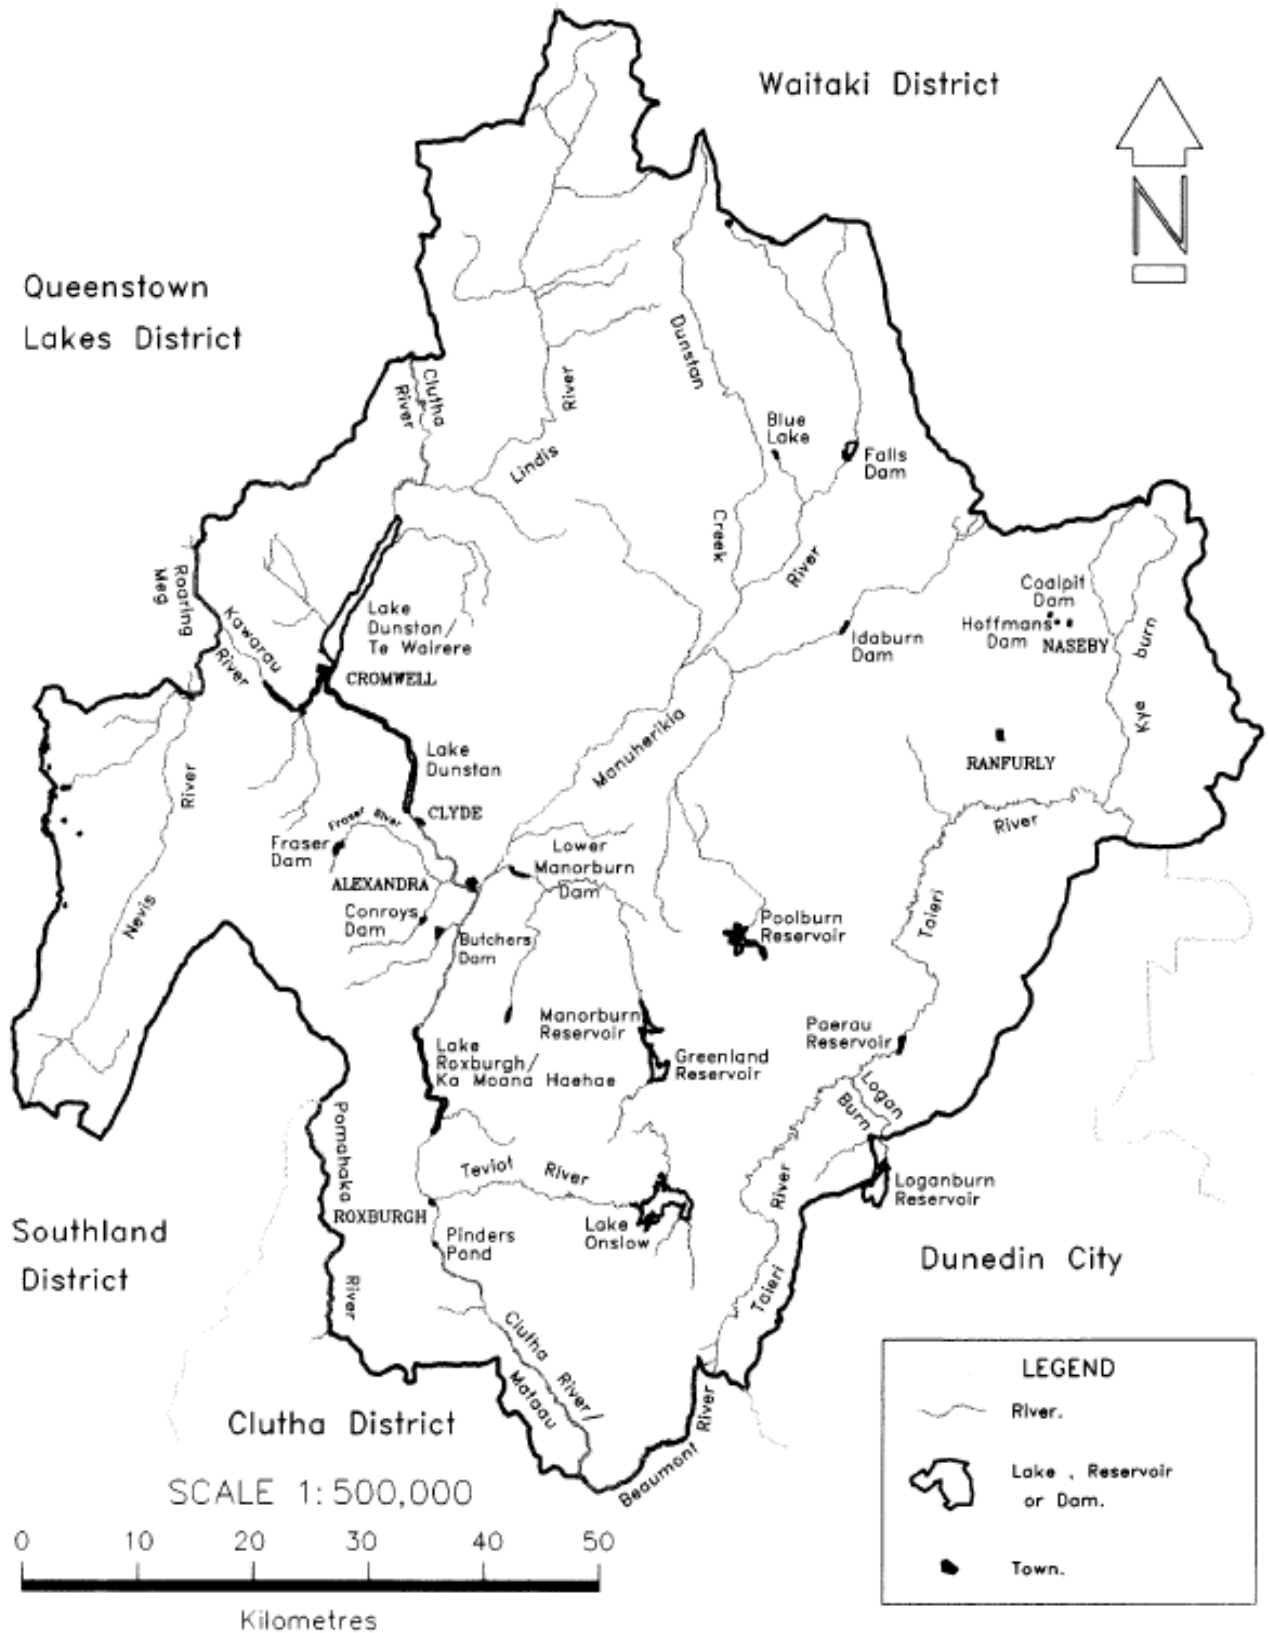 Waitaki District
N
Queenstown
Lakes District
Clutha
River
Dunstan
River
Lindis
Blue
Lake
Falls
Dam
Creek
River
Roaring
Meg
Kawarau
River
Lake
Dunstan/
Te Wairere
CROMWELL
Coalpit
Dam
Hoffmans
Dam
NASEBY
Kye
burn
Idaburn
Dam
Manuherikia
RANFURLY
River
Lake
Dunstan
CLYDE
River
Nevis
Fraser River
Fraser
Dam
Lower
Manorburn
Dam
ALEXANDRA
Conroys
Dam
Butchers
Dam
Poolburn
Reservoir
Taieri
Manorburn
Reservoir
Greenland
Reservoir
Paerau
Reservoir
Lake
Roxburgh/
Ka Moana Haehae
Logan
Burn
Pomahaka
River
Teviot River
ROXBURGH
Lake
Onslow
River
Taieri
Loganburn
Reservoir
Pinders
Pond
Southland
District
Dunedin City
Clutha River/
Mataau
Beaumont River
Clutha District
SCALE 1:500,000
0 10 20 30 40 50
Kilometres
LEGEND
River.
Lake , Reservoir
or Dam.
Town.